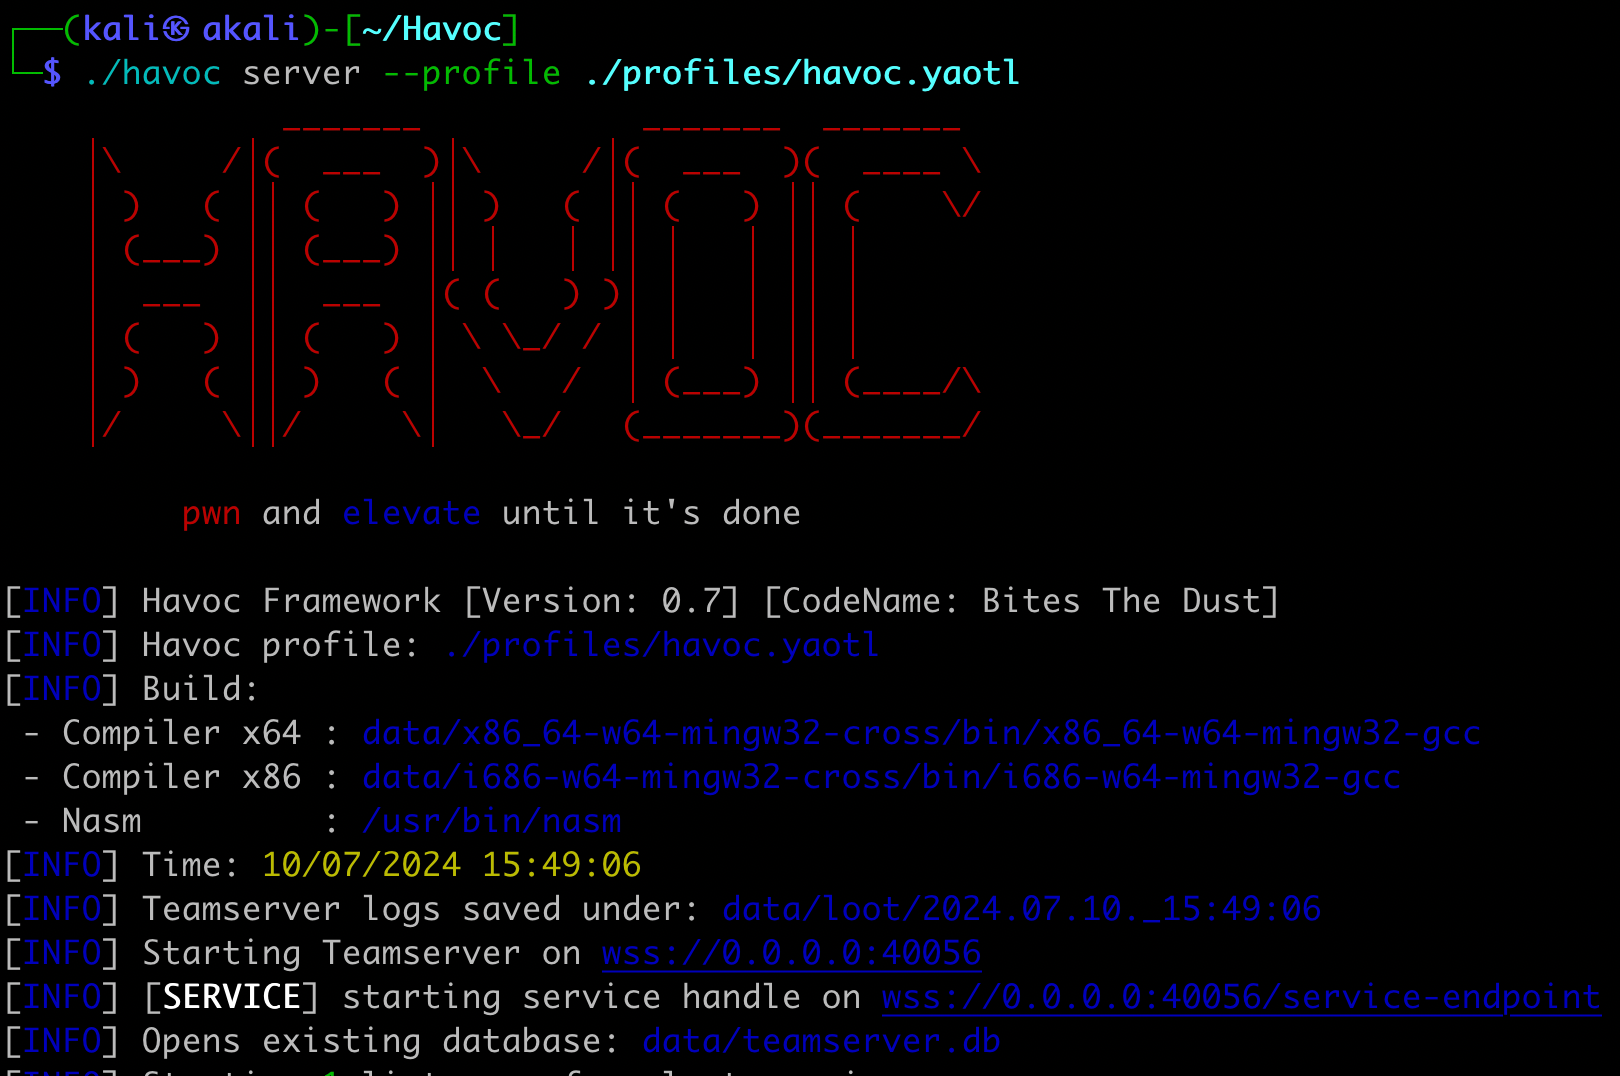 (kali㉿akali)-[~/Havoc]
$ ./havoc server --profile ./profiles/havoc.yaotl
HAVOC
pwn and elevate until it's done
[INFO] Havoc Framework [Version: 0.7] [CodeName: Bites The Dust]
[INFO] Havoc profile: ./profiles/havoc.yaotl
[INFO] Build:
- Compiler x64 : data/x86_64-w64-mingw32-cross/bin/x86_64-w64-mingw32-gcc
- Compiler x86 : data/i686-w64-mingw32-cross/bin/i686-w64-mingw32-gcc
- Nasm : /usr/bin/nasm
[INFO] Time: 10/07/2024 15:49:06
[INFO] Teamserver logs saved under: data/loot/2024.07.10._15:49:06
[INFO] Starting Teamserver on wss://0.0.0.0:40056
[INFO] [SERVICE] starting service handle on wss://0.0.0.0:40056/service-endpoint
[INFO] Opens existing database: data/teamserver.db
[INFO]